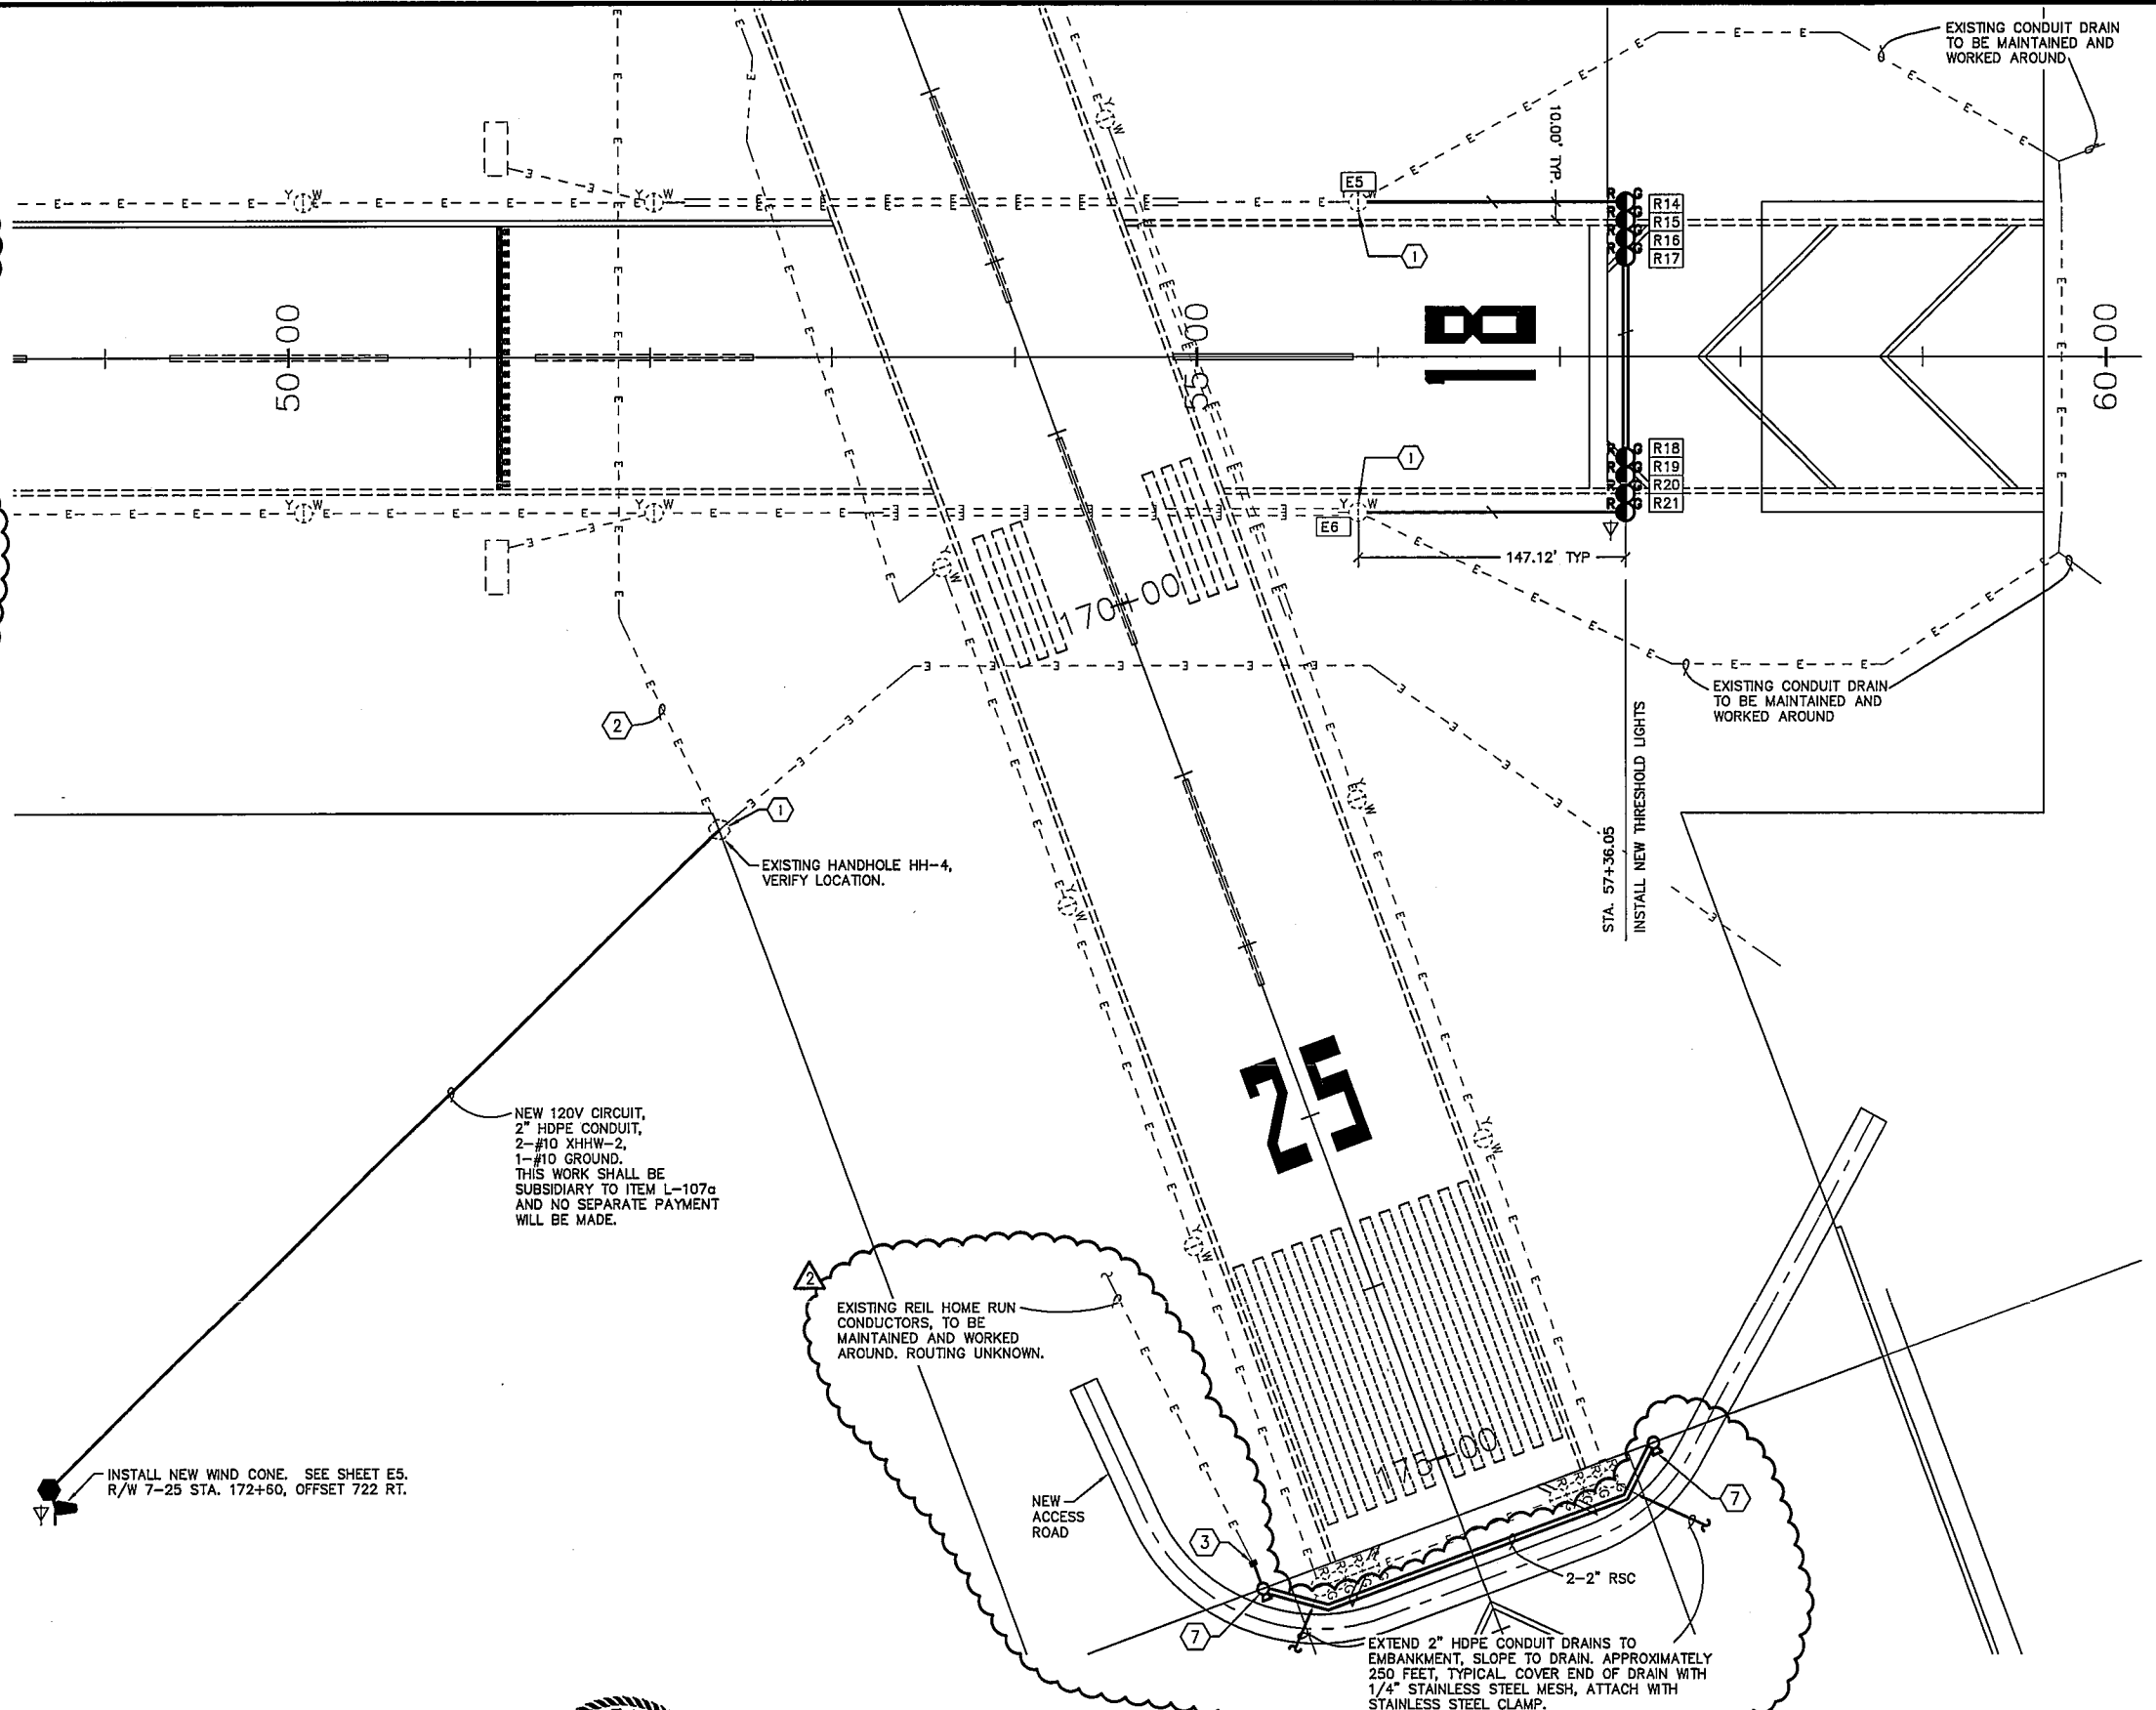 EXISTING CONDUIT DRAIN
TO BE MAINTAINED AND
WORKED AROUND
10.00' TYP.
E5
R14
R15
R16
R17
1
50+00
55+00
18
60+00
1
R18
R19
R20
R21
E6
147.12' TYP
170+00
EXISTING CONDUIT DRAIN
TO BE MAINTAINED AND
WORKED AROUND
2
1
EXISTING HANDHOLE HH-4,
VERIFY LOCATION.
STA. 57+36.05
INSTALL NEW THRESHOLD LIGHTS
NEW 120V CIRCUIT,
2" HDPE CONDUIT,
2-#10 XHHW-2,
1-#10 GROUND.
THIS WORK SHALL BE
SUBSIDIARY TO ITEM L-107a
AND NO SEPARATE PAYMENT
WILL BE MADE.
25
2
EXISTING REIL HOME RUN
CONDUCTORS, TO BE
MAINTAINED AND WORKED
AROUND. ROUTING UNKNOWN.
175+00
INSTALL NEW WIND CONE. SEE SHEET E5.
R/W 7-25 STA. 172+60, OFFSET 722 RT.
NEW
ACCESS
ROAD
3
7
2-2" RSC
7
EXTEND 2" HDPE CONDUIT DRAINS TO
EMBANKMENT, SLOPE TO DRAIN. APPROXIMATELY
250 FEET, TYPICAL COVER END OF DRAIN WITH
1/4" STAINLESS STEEL MESH, ATTACH WITH
STAINLESS STEEL CLAMP.